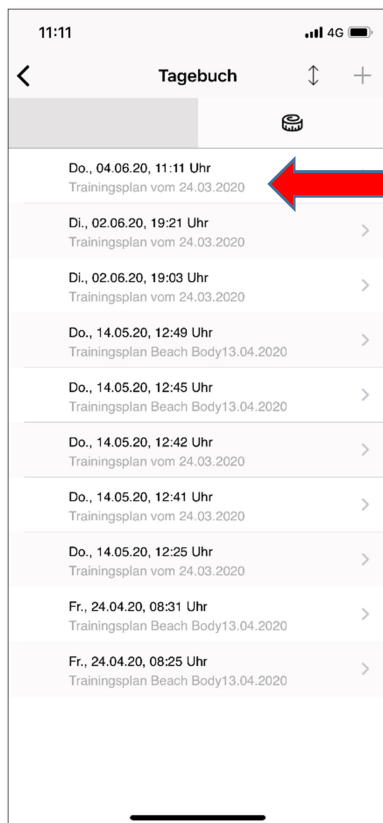 11:11
4G
Tagebuch
Do., 04.06.20, 11:11 Uhr
Trainingsplan vom 24.03.2020
Di., 02.06.20, 19:21 Uhr
Trainingsplan vom 24.03.2020
Di., 02.06.20, 19:03 Uhr
Trainingsplan vom 24.03.2020
Do., 14.05.20, 12:49 Uhr
Trainingsplan Beach Body13.04.2020
Do., 14.05.20, 12:45 Uhr
Trainingsplan Beach Body13.04.2020
Do., 14.05.20, 12:42 Uhr
Trainingsplan vom 24.03.2020
Do., 14.05.20, 12:41 Uhr
Trainingsplan vom 24.03.2020
Do., 14.05.20, 12:25 Uhr
Trainingsplan vom 24.03.2020
Fr., 24.04.20, 08:31 Uhr
Trainingsplan Beach Body13.04.2020
Fr., 24.04.20, 08:25 Uhr
Trainingsplan Beach Body13.04.2020